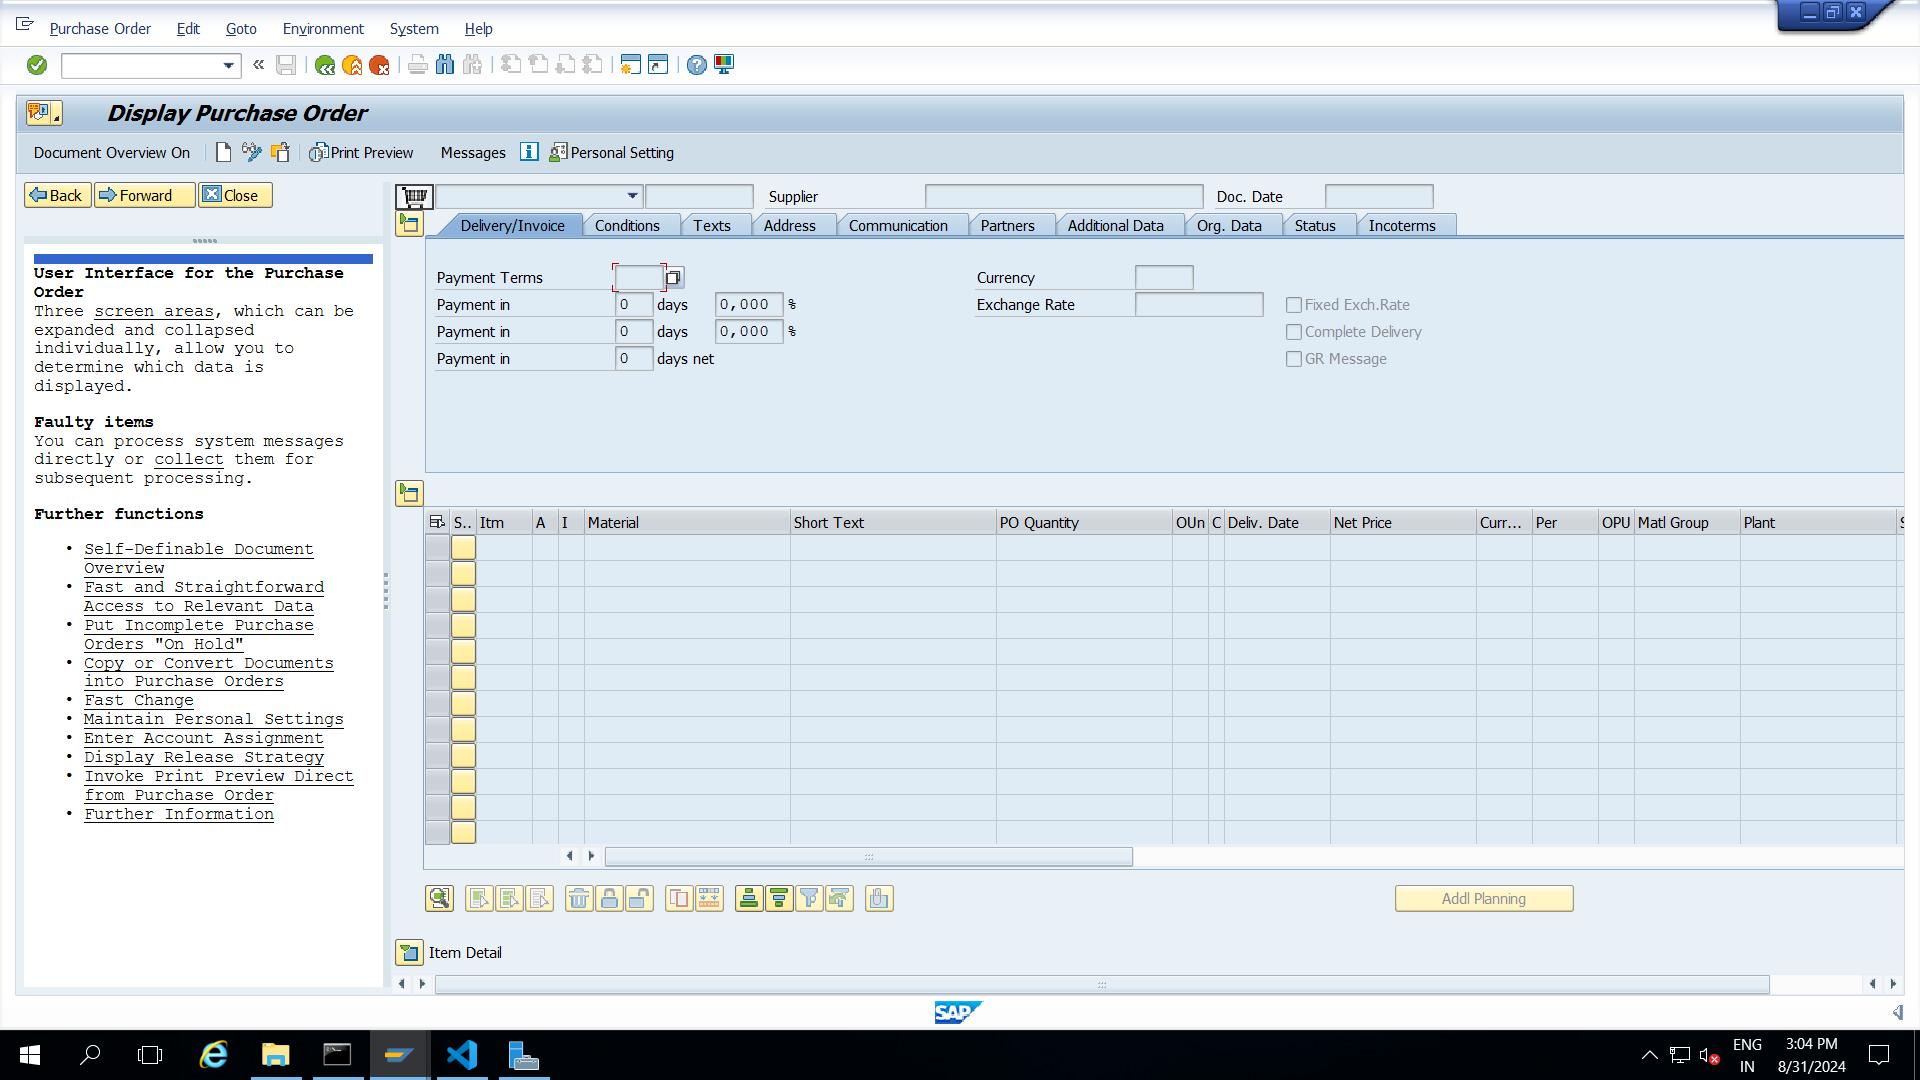 Purchase Order Edit Goto Environment System Help
Display Purchase Order
Document Overview On Print Preview Messages Personal Setting
Back Forward Close
Supplier Doc. Date
Delivery/Invoice Conditions Texts Address Communication Partners Additional Data Org. Data Status Incoterms
User Interface for the Purchase
Order
Three screen areas, which can be
expanded and collapsed
individually, allow you to
determine which data is
displayed.
Faulty items
You can process system messages
directly or collect them for
subsequent processing.
Further functions
• Self-Definable Document
Overview
• Fast and Straightforward
Access to Relevant Data
• Put Incomplete Purchase
Orders "On Hold"
• Copy or Convert Documents
into Purchase Orders
• Fast Change
• Maintain Personal Settings
• Enter Account Assignment
• Display Release Strategy
• Invoke Print Preview Direct
from Purchase Order
• Further Information
Payment Terms Currency
Payment in 0 days 0,000 % Exchange Rate Fixed Exch.Rate
Payment in 0 days 0,000 % Complete Delivery
Payment in 0 days net GR Message
S.. Itm A I Material Short Text PO Quantity OUn C Deliv. Date Net Price Curr... Per OPU Matl Group Plant
Addl Planning
Item Detail
SAP
ENG 3:04 PM
IN 8/31/2024